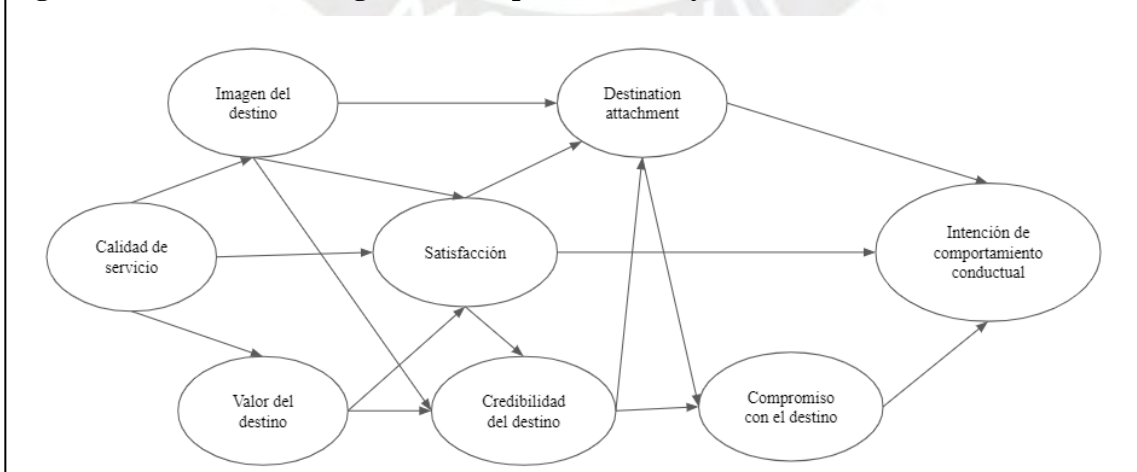 Imagen del
destino
Destination
attachment
Calidad de
servicio
Satisfacción
Intención de
comportamiento
conductual
Valor del
destino
Credibilidad
del destino
Compromiso
con el destino